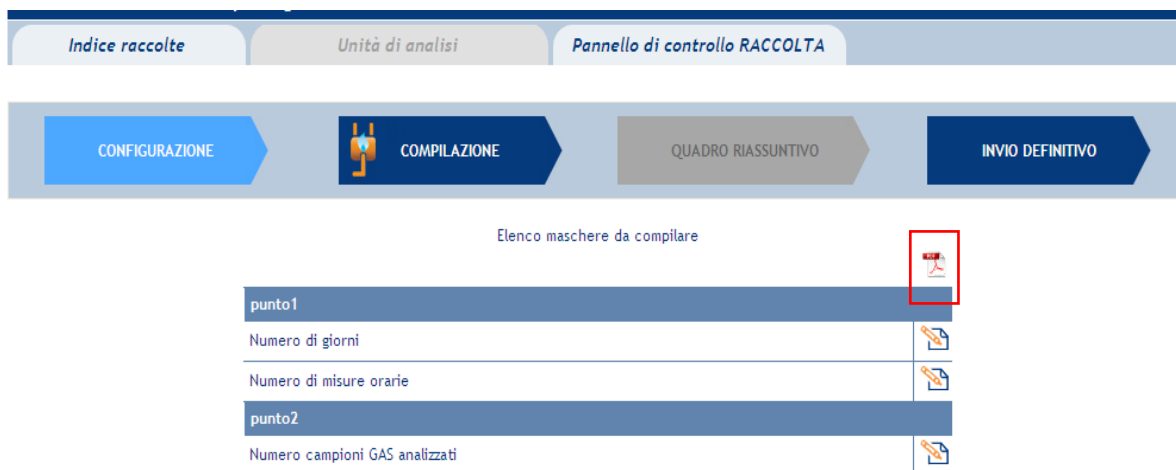 Indice raccolte
Unità di analisi
Pannello di controllo RACCOLTA
CONFIGURAZIONE
COMPILAZIONE
QUADRO RIASSUNTIVO
INVIO DEFINITIVO
Elenco maschere da compilare
punto1
Numero di giorni
Numero di misure orarie
punto2
Numero campioni GAS analizzati